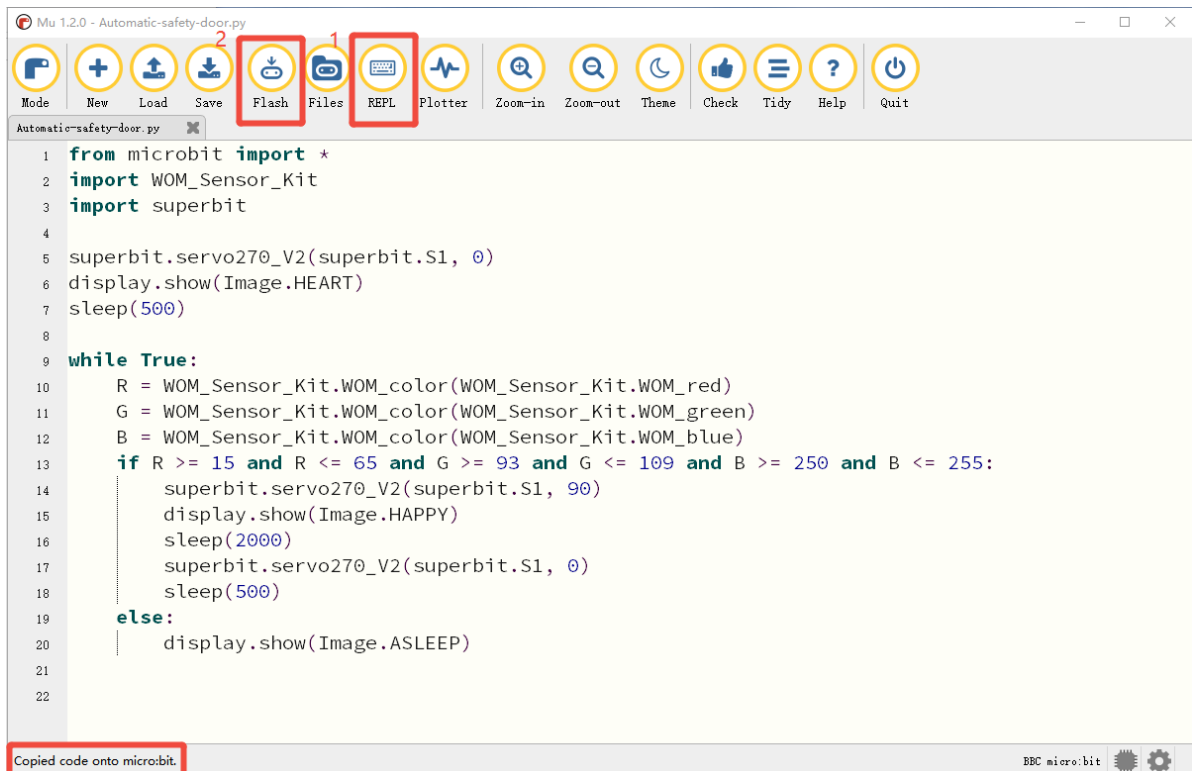 Mu 1.2.0 - Automatic-safety-door.py
2 1
Mode New Load Save Flash Files REPL Plotter Zoom-in Zoom-out Theme Check Tidy Help Quit
Automatic-safety-door.py
1 from microbit import *
2 import WOM_Sensor_Kit
3 import superbit
4
5 superbit.servo270_V2(superbit.S1, 0)
6 display.show(Image.HEART)
7 sleep(500)
8
9 while True:
10     R = WOM_Sensor_Kit.WOM_color(WOM_Sensor_Kit.WOM_red)
11     G = WOM_Sensor_Kit.WOM_color(WOM_Sensor_Kit.WOM_green)
12     B = WOM_Sensor_Kit.WOM_color(WOM_Sensor_Kit.WOM_blue)
13     if R >= 15 and R <= 65 and G >= 93 and G <= 109 and B >= 250 and B <= 255:
14         superbit.servo270_V2(superbit.S1, 90)
15         display.show(Image.HAPPY)
16         sleep(2000)
17         superbit.servo270_V2(superbit.S1, 0)
18         sleep(500)
19     else:
20         display.show(Image.ASLEEP)
21
22
Copied code onto micro:bit. BBC micro:bit